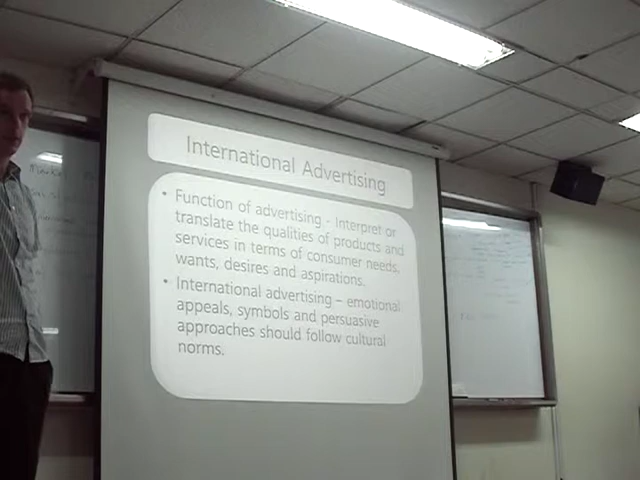 International Advertising
• Function of advertising - Interpret or
translate the qualities of products and
services in terms of consumer needs,
wants, desires and aspirations.
• International advertising – emotional
appeals, symbols and persuasive
approaches should follow cultural
norms.